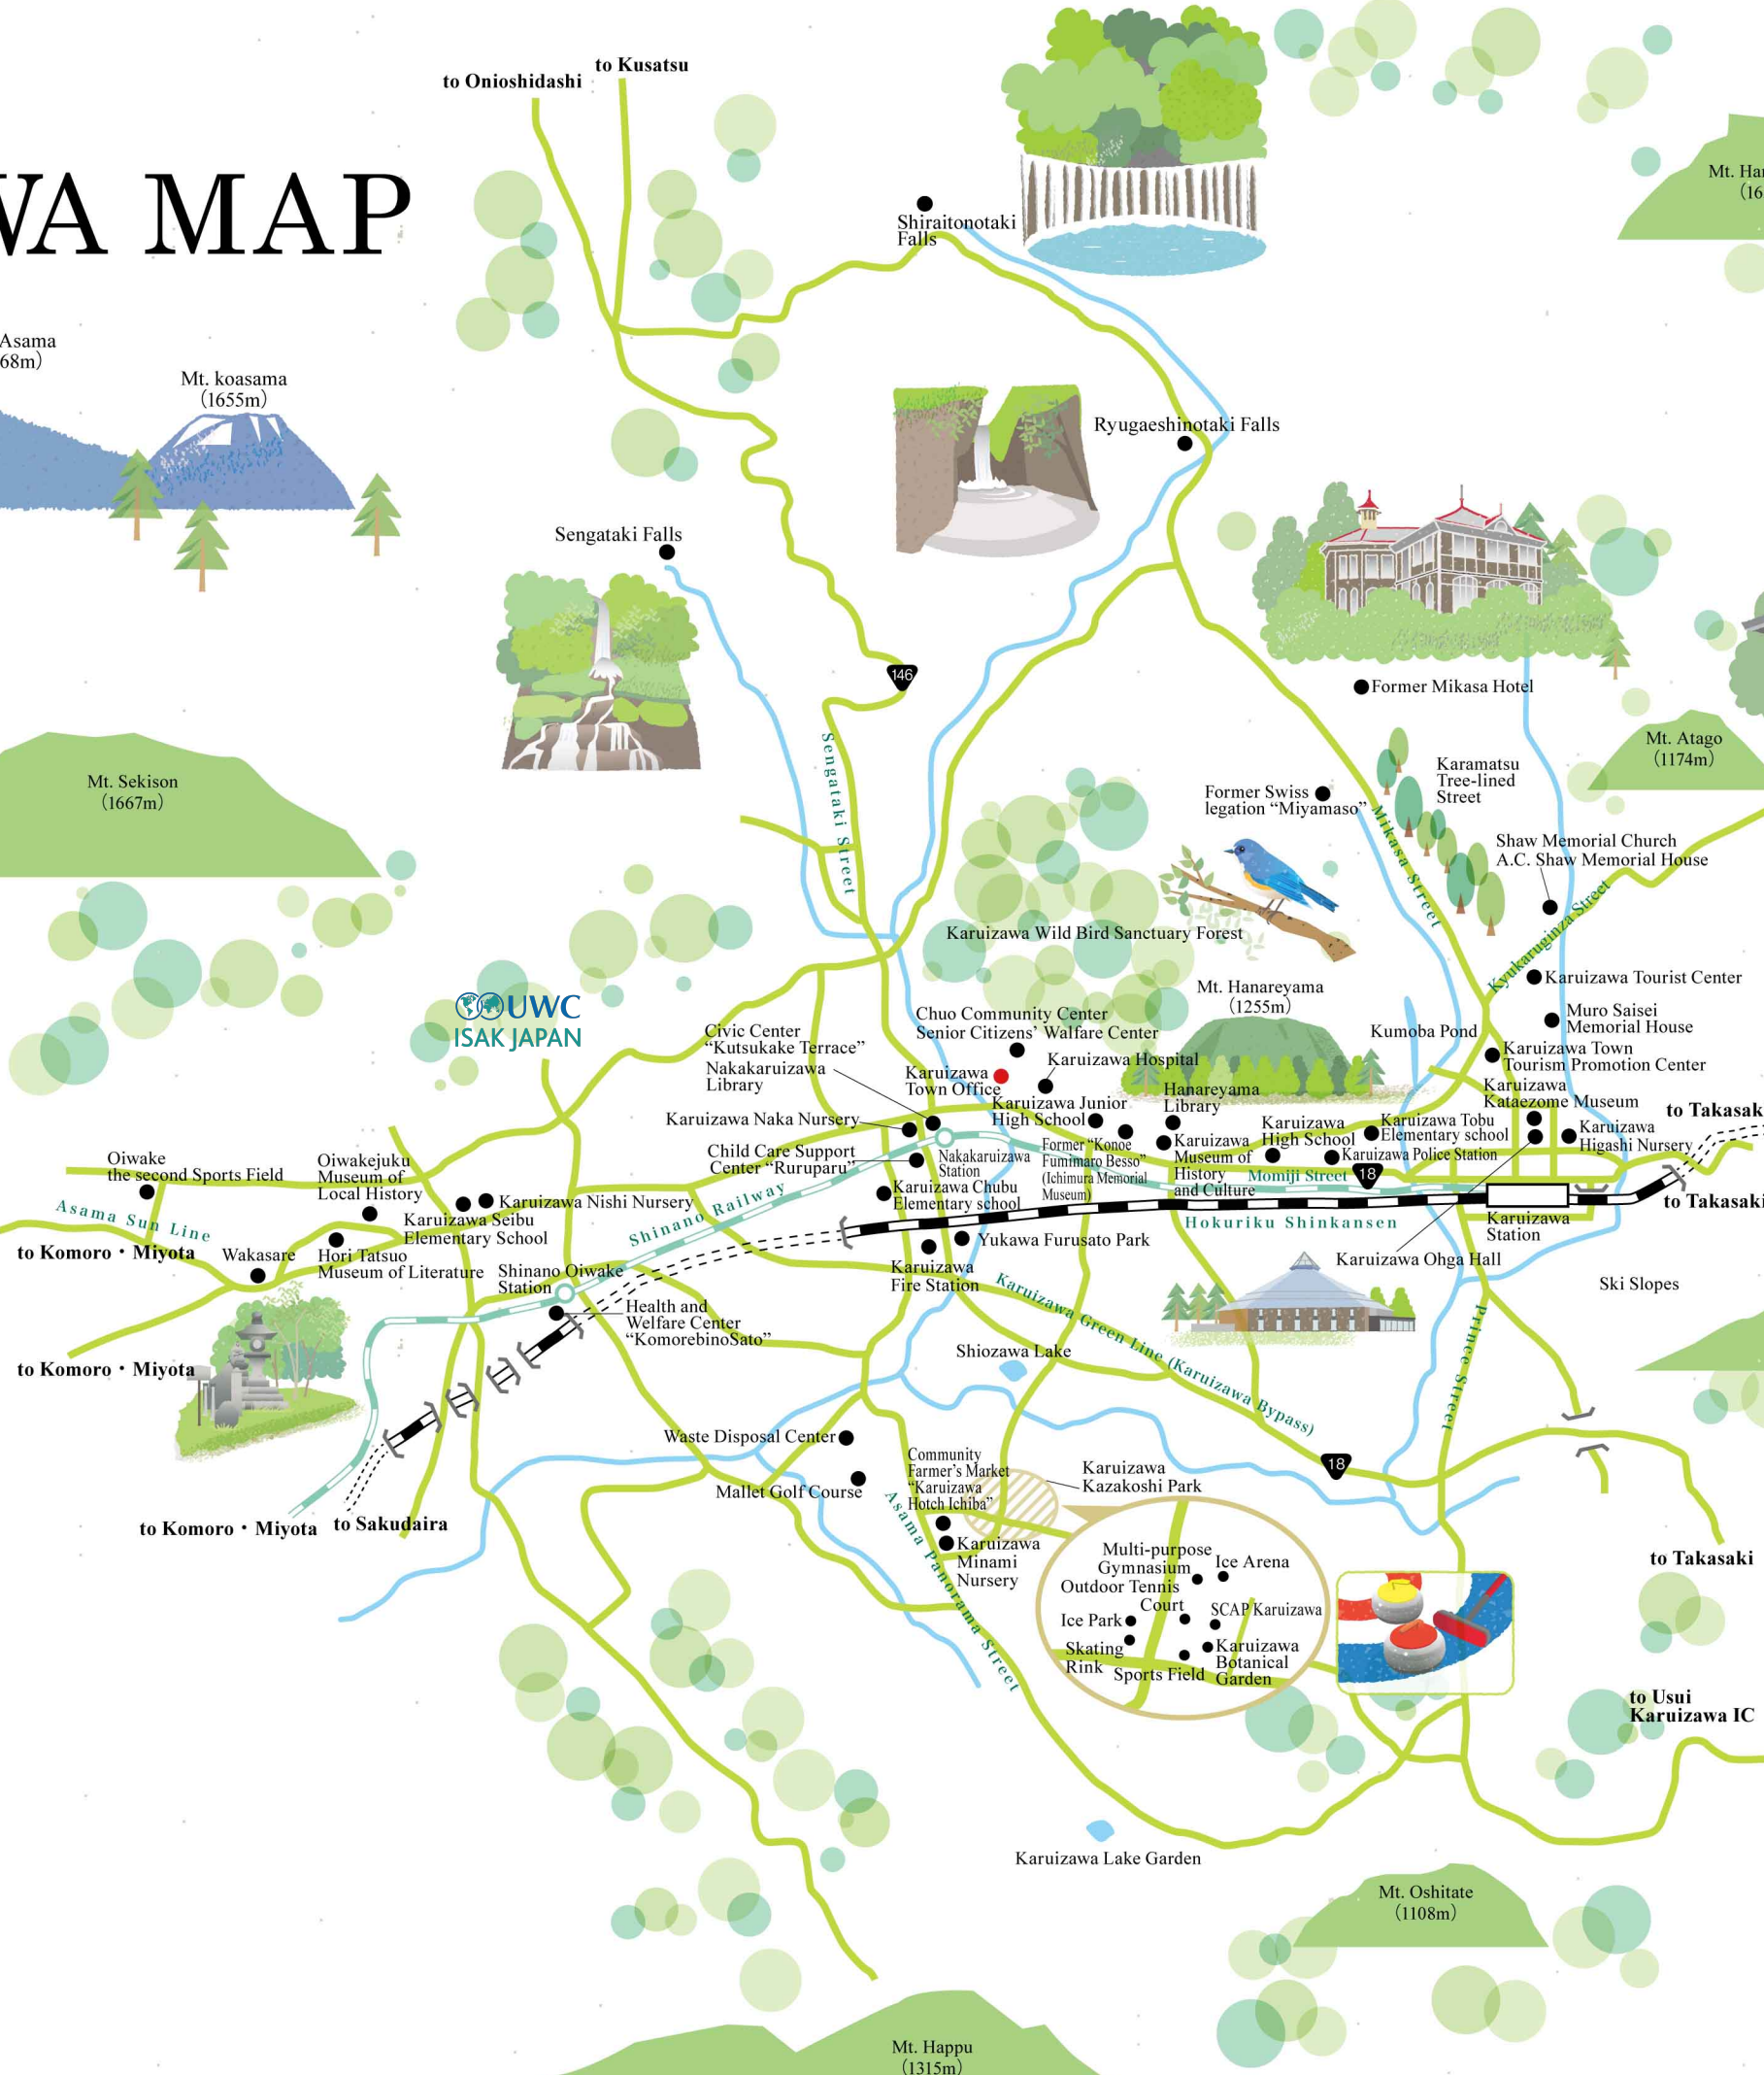 to Kusatsu
to Onioshidashi
WA MAP
Shiraitonotaki
Falls
Asama
68m)
Mt. koasama
(1655m)
Ryugaeshinotaki Falls
Sengataki Falls
146
Former Mikasa Hotel
Mt. Atago
(1174m)
Mt. Sekison
(1667m)
Sengataki Street
Karamatsu
Tree-lined
Street
Former Swiss
legation “Miyamaso”
Mikasa Street
Shaw Memorial Church
A.C. Shaw Memorial House
Kyukaruginza Street
Karuizawa Wild Bird Sanctuary Forest
Karuizawa Tourist Center
Mt. Hanareyama
(1255m)
UWC
ISAK JAPAN
Muro Saisei
Memorial House
Kumoba Pond
Chuo Community Center
Senior Citizens’ Walfare Center
Civic Center
“Kutsukake Terrace”
Nakakaruizawa
Library
Karuizawa Hospital
Karuizawa
Town Office
Karuizawa Town
Tourism Promotion Center
Hanareyama
Library
Karuizawa
Kataezome Museum
Karuizawa Junior
High School
Karuizawa Naka Nursery
Karuizawa
High School
Karuizawa Tobu
Elementary school
to Takasak
Karuizawa
Higashi Nursery
Child Care Support
Center “Ruruparu”
Nakakaruizawa
Station
Former “Konoe
Fumimaro Besso”
(Ichimura Memorial
Museum)
Karuizawa
Museum of
History
and Culture
Karuizawa Police Station
Momiji Street
18
Oiwake
the second Sports Field
Oiwakejuku
Museum of
Local History
Karuizawa Nishi Nursery
Karuizawa Chubu
Elementary school
to Takasaki
Asama Sun Line
Karuizawa Seibu
Elementary School
Shinano Railway
Hokuriku Shinkansen
Karuizawa
Station
to Komoro・Miyota
Wakasare
Hori Tatsuo
Museum of Literature
Shinano Oiwake
Station
Yukawa Furusato Park
Karuizawa
Fire Station
Karuizawa Ohga Hall
Ski Slopes
Health and
Welfare Center
“KomorebinoSato”
Karuizawa Green Line (Karuizawa Bypass)
Prince Street
Shiozawa Lake
to Komoro・Miyota
Waste Disposal Center
Mallet Golf Course
Community
Farmer’s Market
“Karuizawa
Hotch Ichiba”
Karuizawa
Kazakoshi Park
18
to Komoro・Miyota
to Sakudaira
Asama Panorama Street
Karuizawa
Minami
Nursery
Multi-purpose
Gymnasium
Ice Arena
Outdoor Tennis
Court
SCAP Karuizawa
Ice Park
Skating
Rink
Sports Field
Karuizawa
Botanical
Garden
to Takasaki
to Usui
Karuizawa IC
Karuizawa Lake Garden
Mt. Oshitate
(1108m)
Mt. Happu
(1315m)